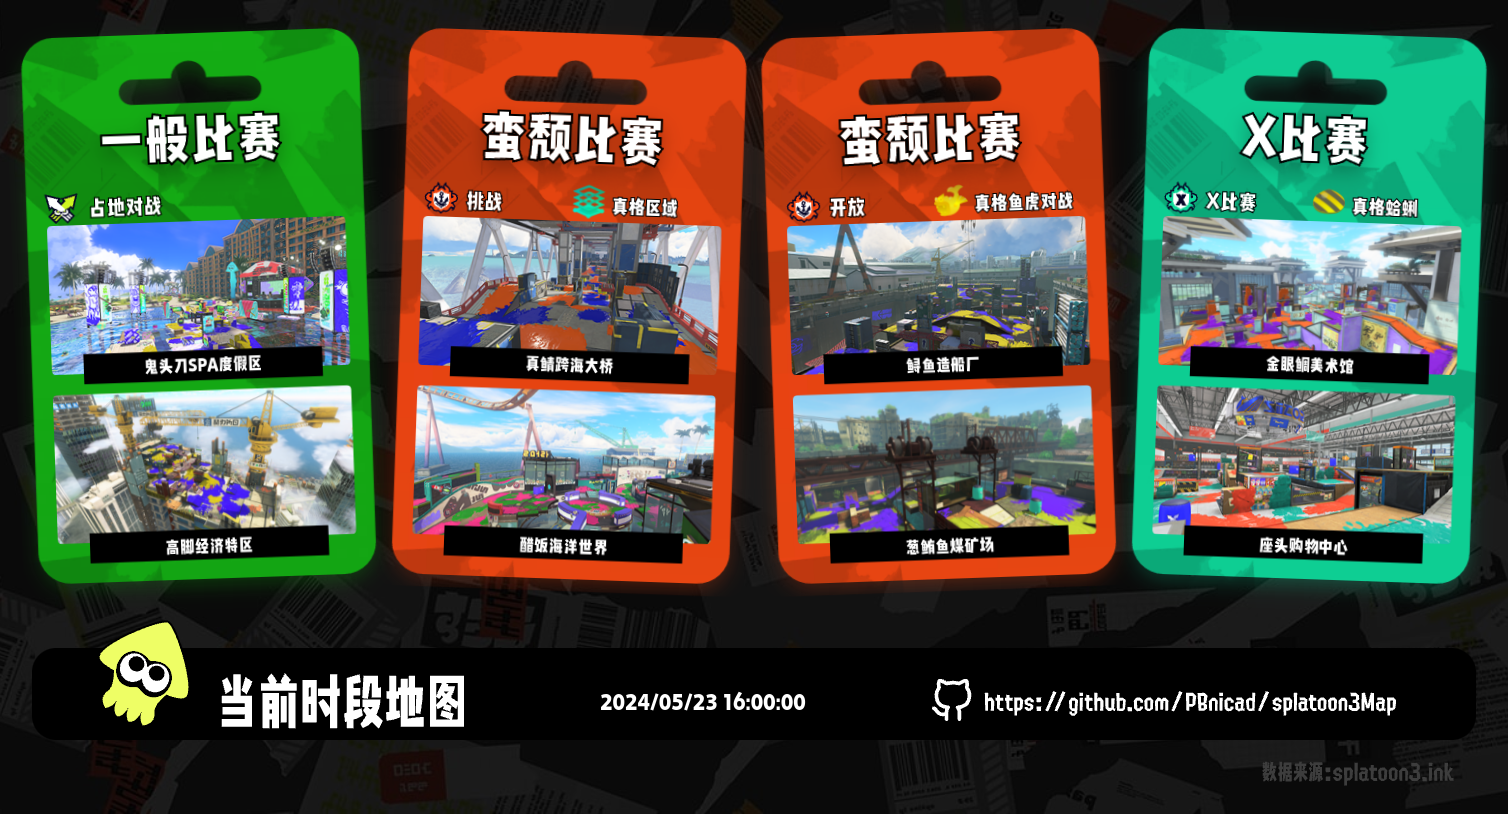 一般比赛
占地对战
鬼头刀SPA度假区
高脚经济特区
蛮颓比赛
挑战
真格区域
真鲭跨海大桥
醋饭海洋世界
蛮颓比赛
开放
真格鱼虎对战
鲟鱼造船厂
葱鲔鱼煤矿场
X比赛
X比赛
真格蛤蜊
金眼鲷美术馆
座头购物中心
当前时段地图
2024/05/23 16:00:00
https://github.com/PBnicad/splatoon3Map
数据来源:splatoon3.ink